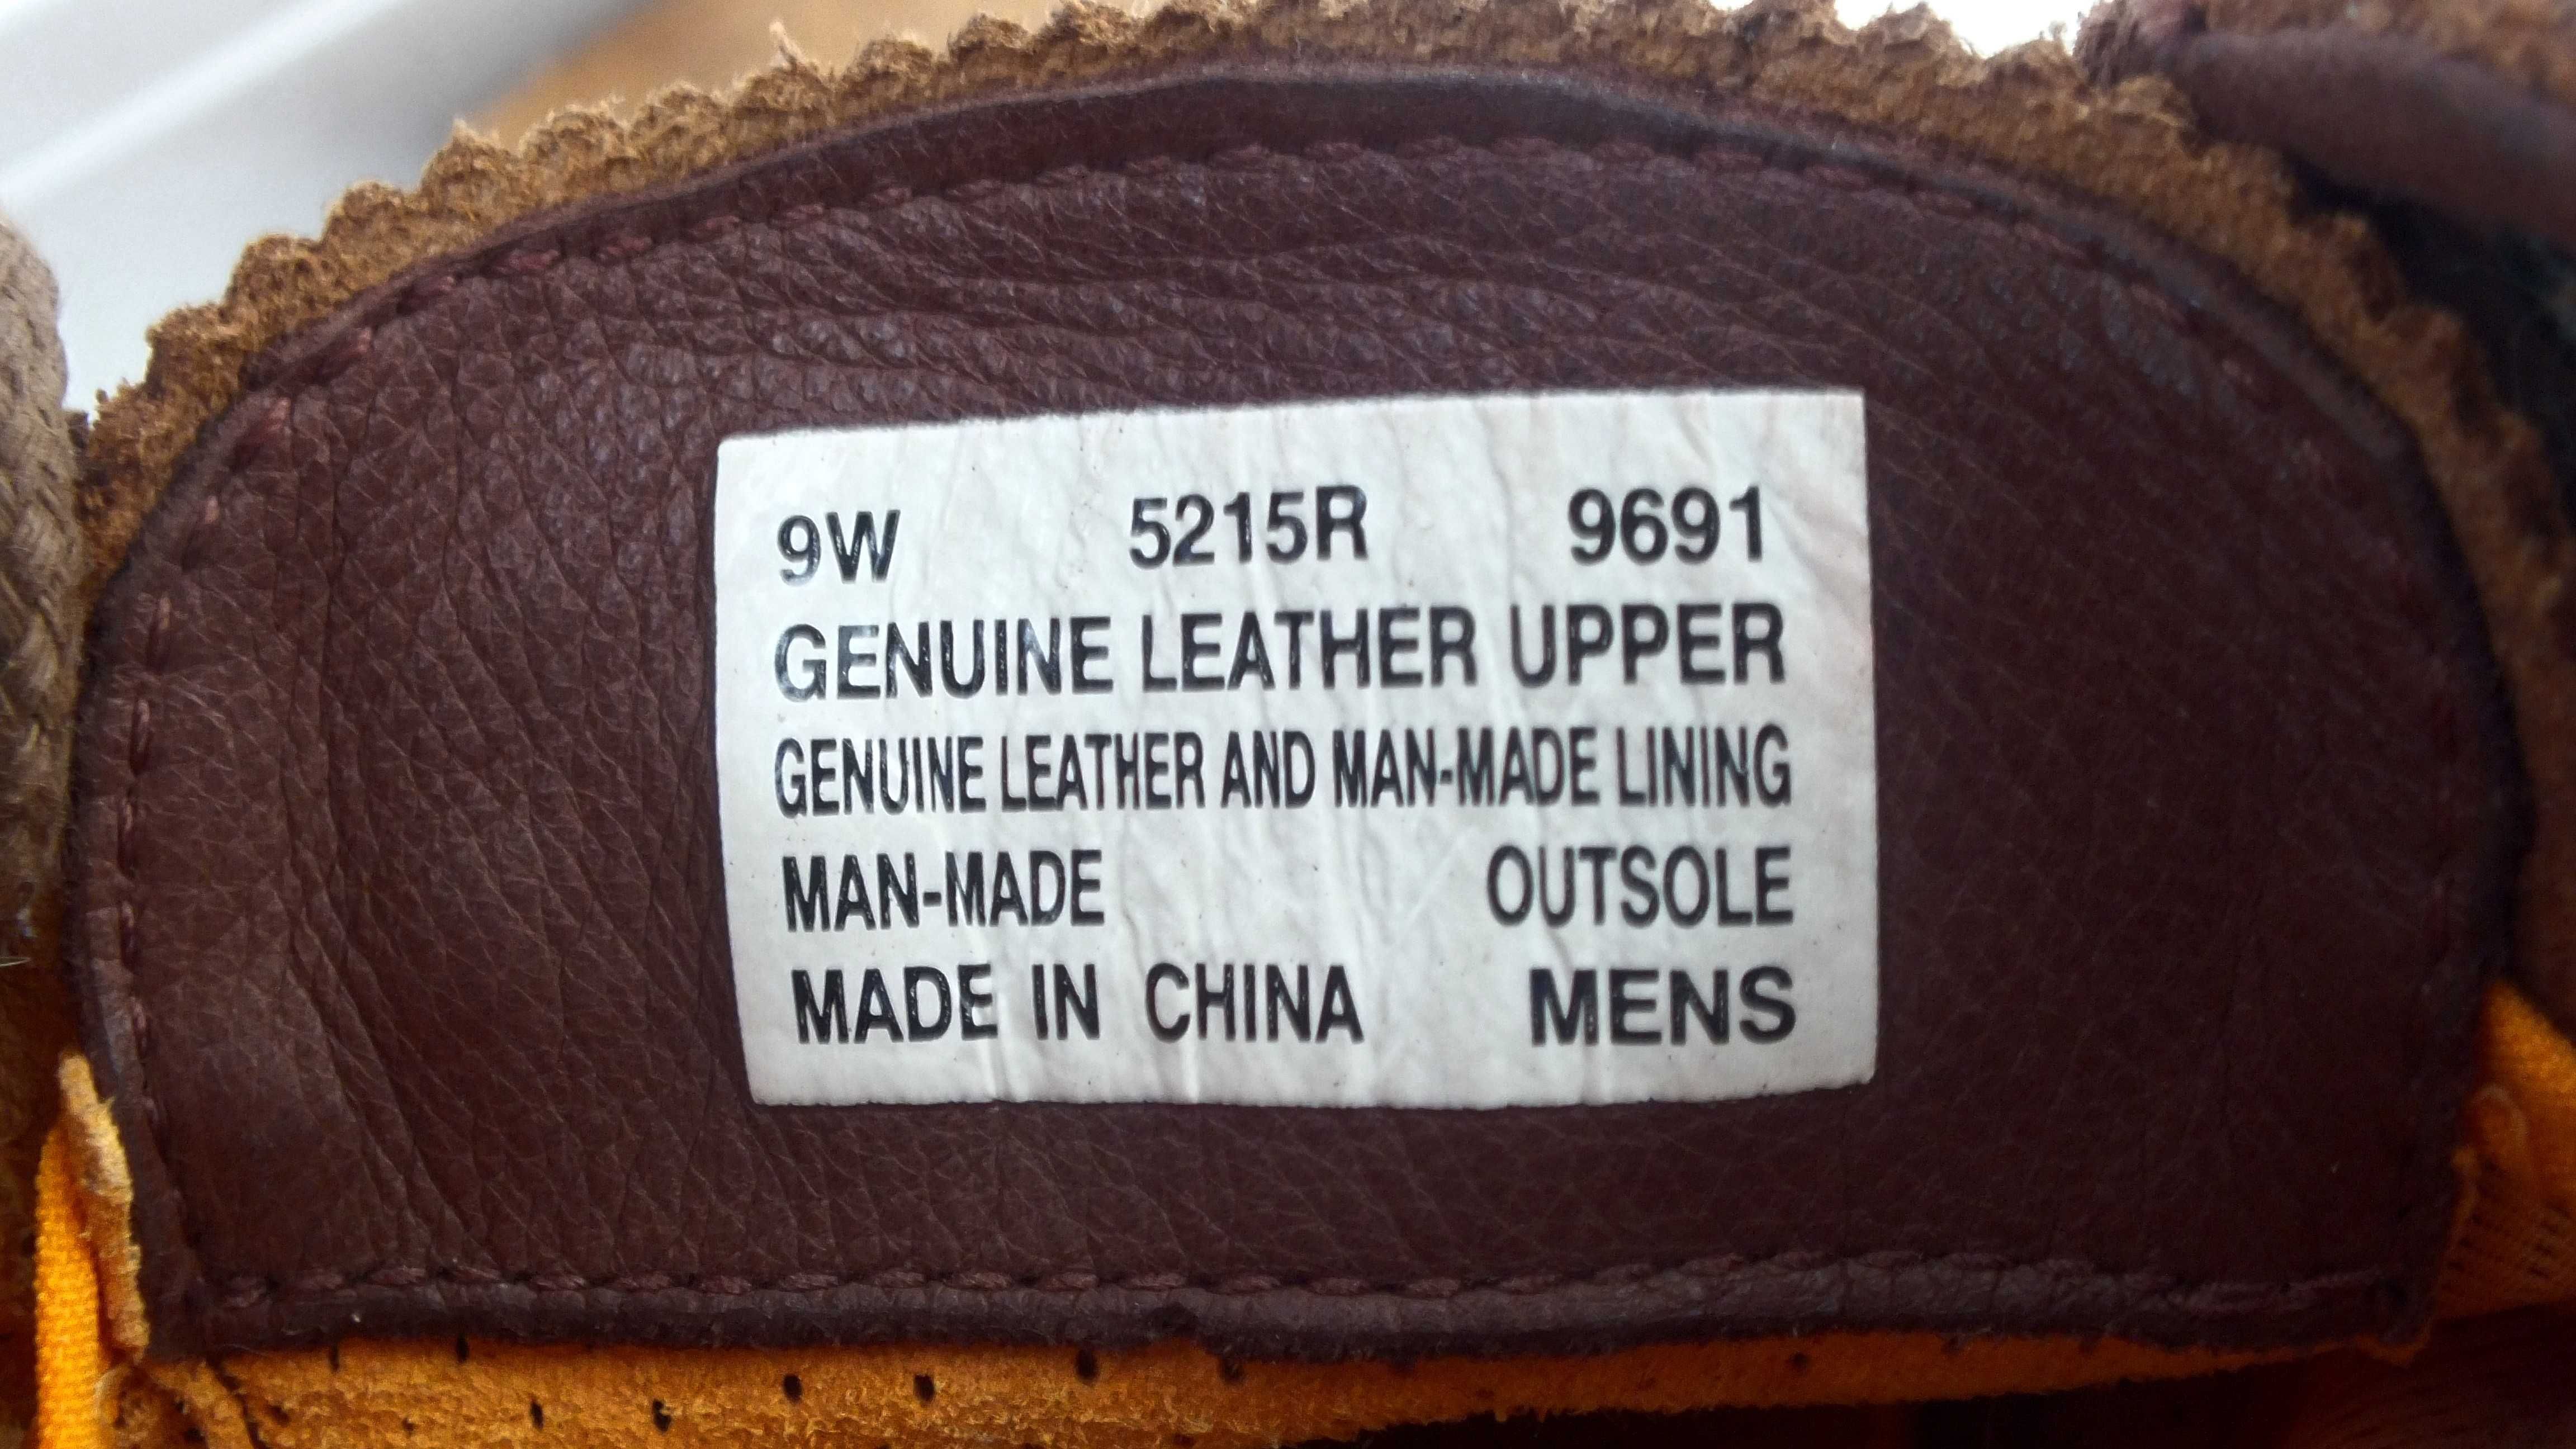 9W 5215R 9691
GENUINE LEATHER UPPER
GENUINE LEATHER AND MAN-MADE LINING
MAN-MADE OUTSOLE
MADE IN CHINA MENS